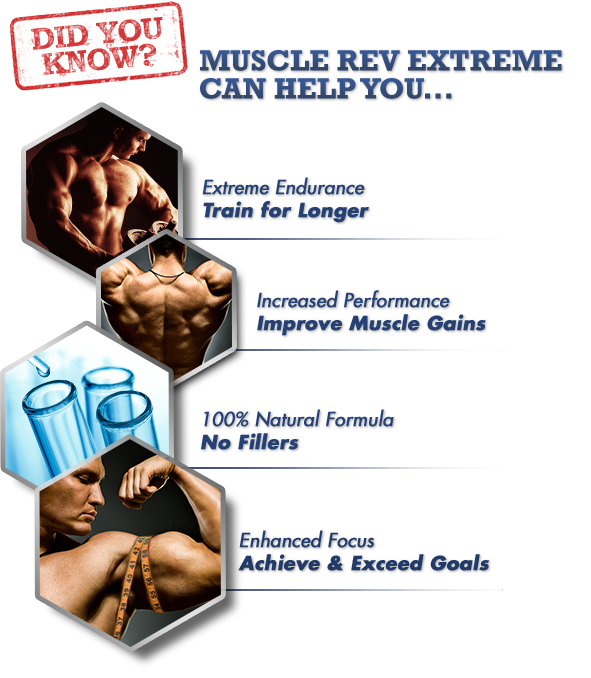 DID YOU
KNOW?
MUSCLE REV EXTREME
CAN HELP YOU...
Extreme Endurance
Train for Longer
Increased Performance
Improve Muscle Gains
100% Natural Formula
No Fillers
Enhanced Focus
Achieve & Exceed Goals